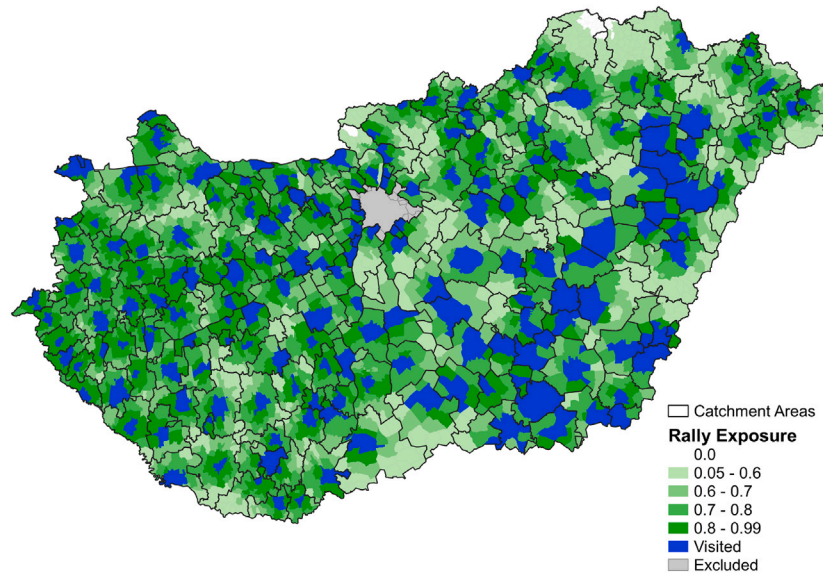 Catchment Areas
Rally Exposure
0.0
0.05 - 0.6
0.6 - 0.7
0.7 - 0.8
0.8 - 0.99
Visited
Excluded